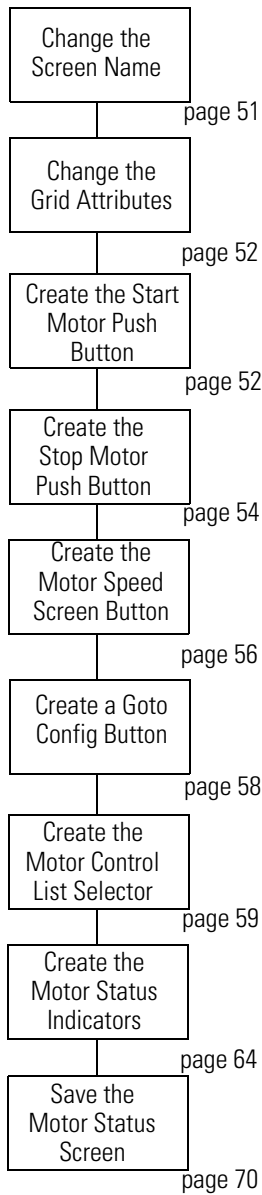 Change the
Screen Name
page 51
Change the
Grid Attributes
page 52
Create the Start
Motor Push
Button
page 52
Create the
Stop Motor
Push Button
page 54
Create the
Motor Speed
Screen Button
page 56
Create a Goto
Config Button
page 58
Create the
Motor Control
List Selector
page 59
Create the
Motor Status
Indicators
page 64
Save the
Motor Status
Screen
page 70